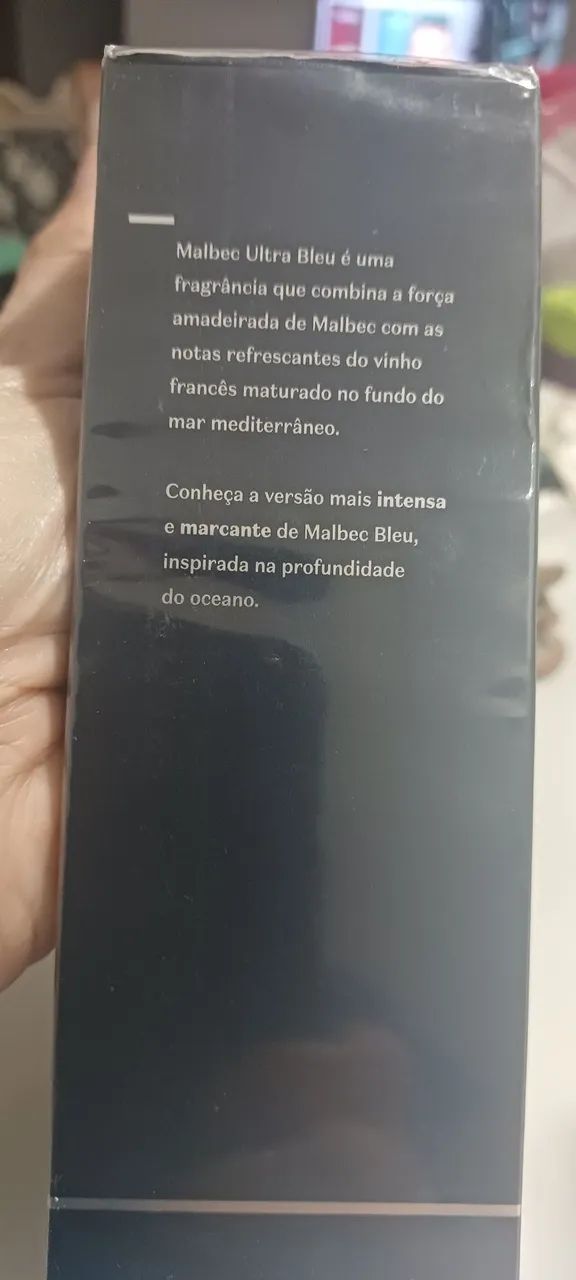 Malbec Ultra Bleu é uma
fragrância que combina a força
amadeirada de Malbec com as
notas refrescantes do vinho
francês maturado no fundo do
mar mediterrâneo.
Conheça a versão mais intensa
e marcante de Malbec Bleu,
inspirada na profundidade
do oceano.